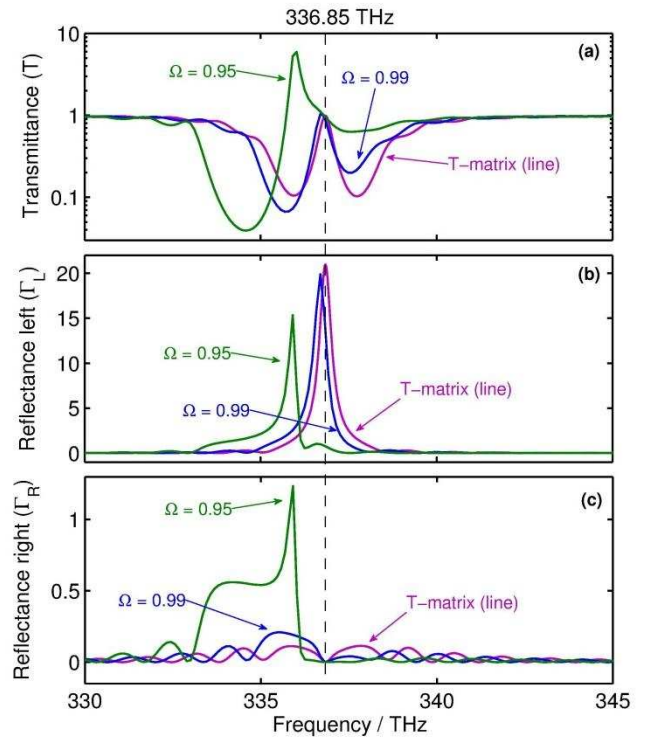 336.85 THz
(a)
Transmittance (T)
10
1
0.1
Ω = 0.95
Ω = 0.99
T−matrix (line)
(b)
Reflectance left (Γ_L)
20
15
10
5
0
Ω = 0.95
Ω = 0.99
T−matrix (line)
(c)
Reflectance right (Γ_R)
1
0.5
0
Ω = 0.95
Ω = 0.99
T−matrix (line)
330 335 340 345
Frequency / THz